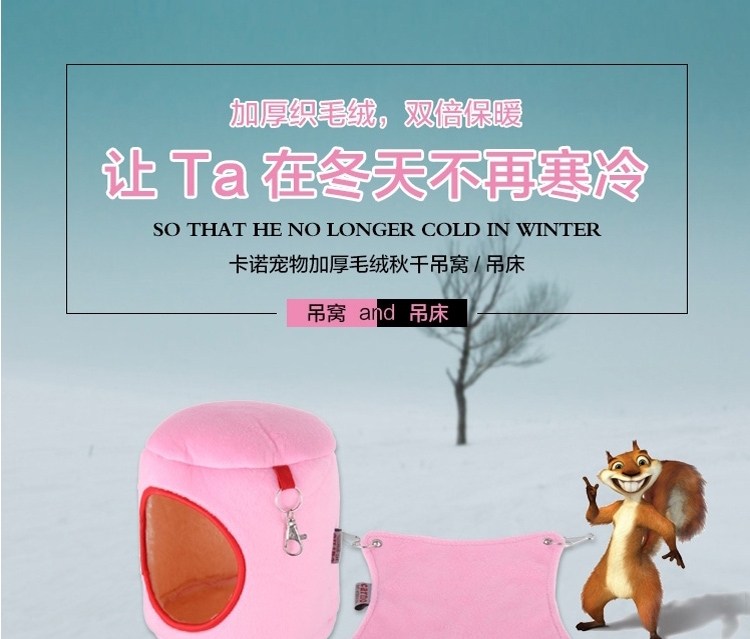 加厚织毛绒，双倍保暖
让 Ta 在冬天不再寒冷
SO THAT HE NO LONGER COLD IN WINTER
卡诺宠物加厚毛绒秋千吊窝 / 吊床
吊窝 and 吊床
carno